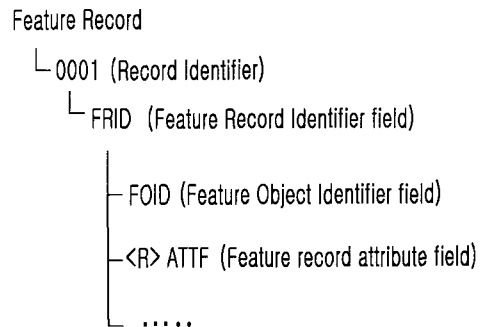 Feature Record
0001 (Record Identifier)
FRID (Feature Record Identifier field)
FOID (Feature Object Identifier field)
<R> ATTF (Feature record attribute field)
.....